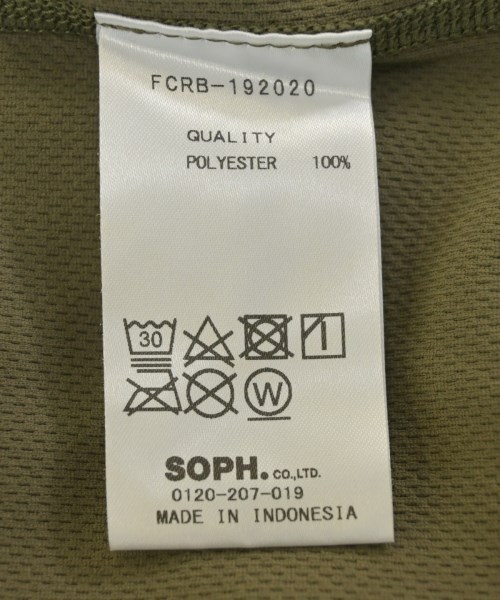 FCRB-192020
QUALITY
POLYESTER 100%
30
W
SOPH. CO.,LTD.
0120-207-019
MADE IN INDONESIA